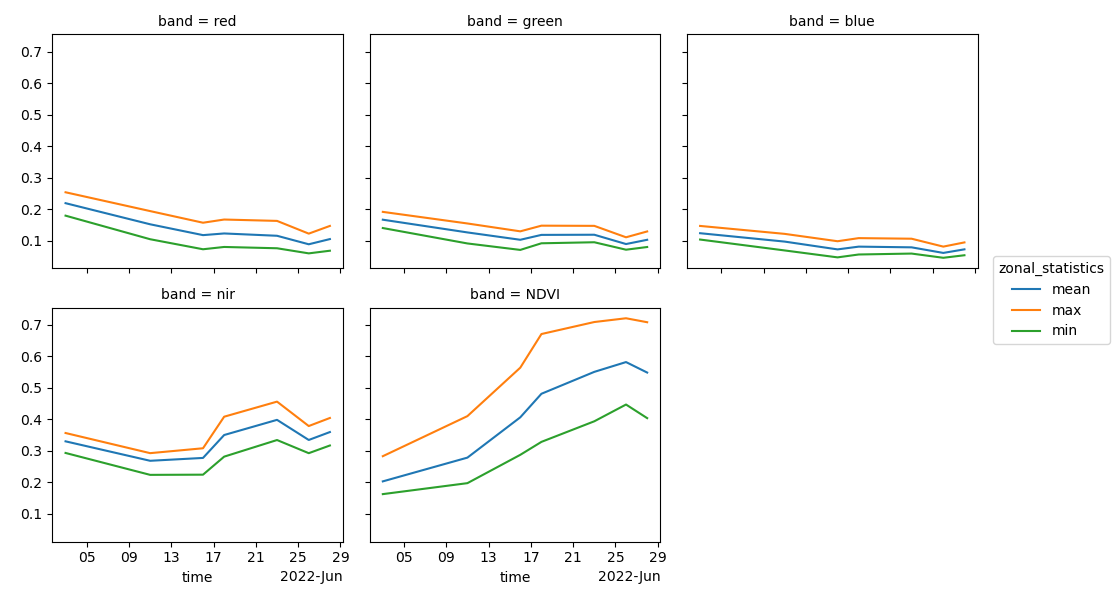 band = red
band = green
band = blue
0.7
0.6
0.5
0.4
0.3
0.2
0.1
zonal_statistics
mean
max
min
band = nir
band = NDVI
0.7
0.6
0.5
0.4
0.3
0.2
0.1
05 09 13 17 21 25 29
05 09 13 17 21 25 29
time
2022-Jun
time
2022-Jun